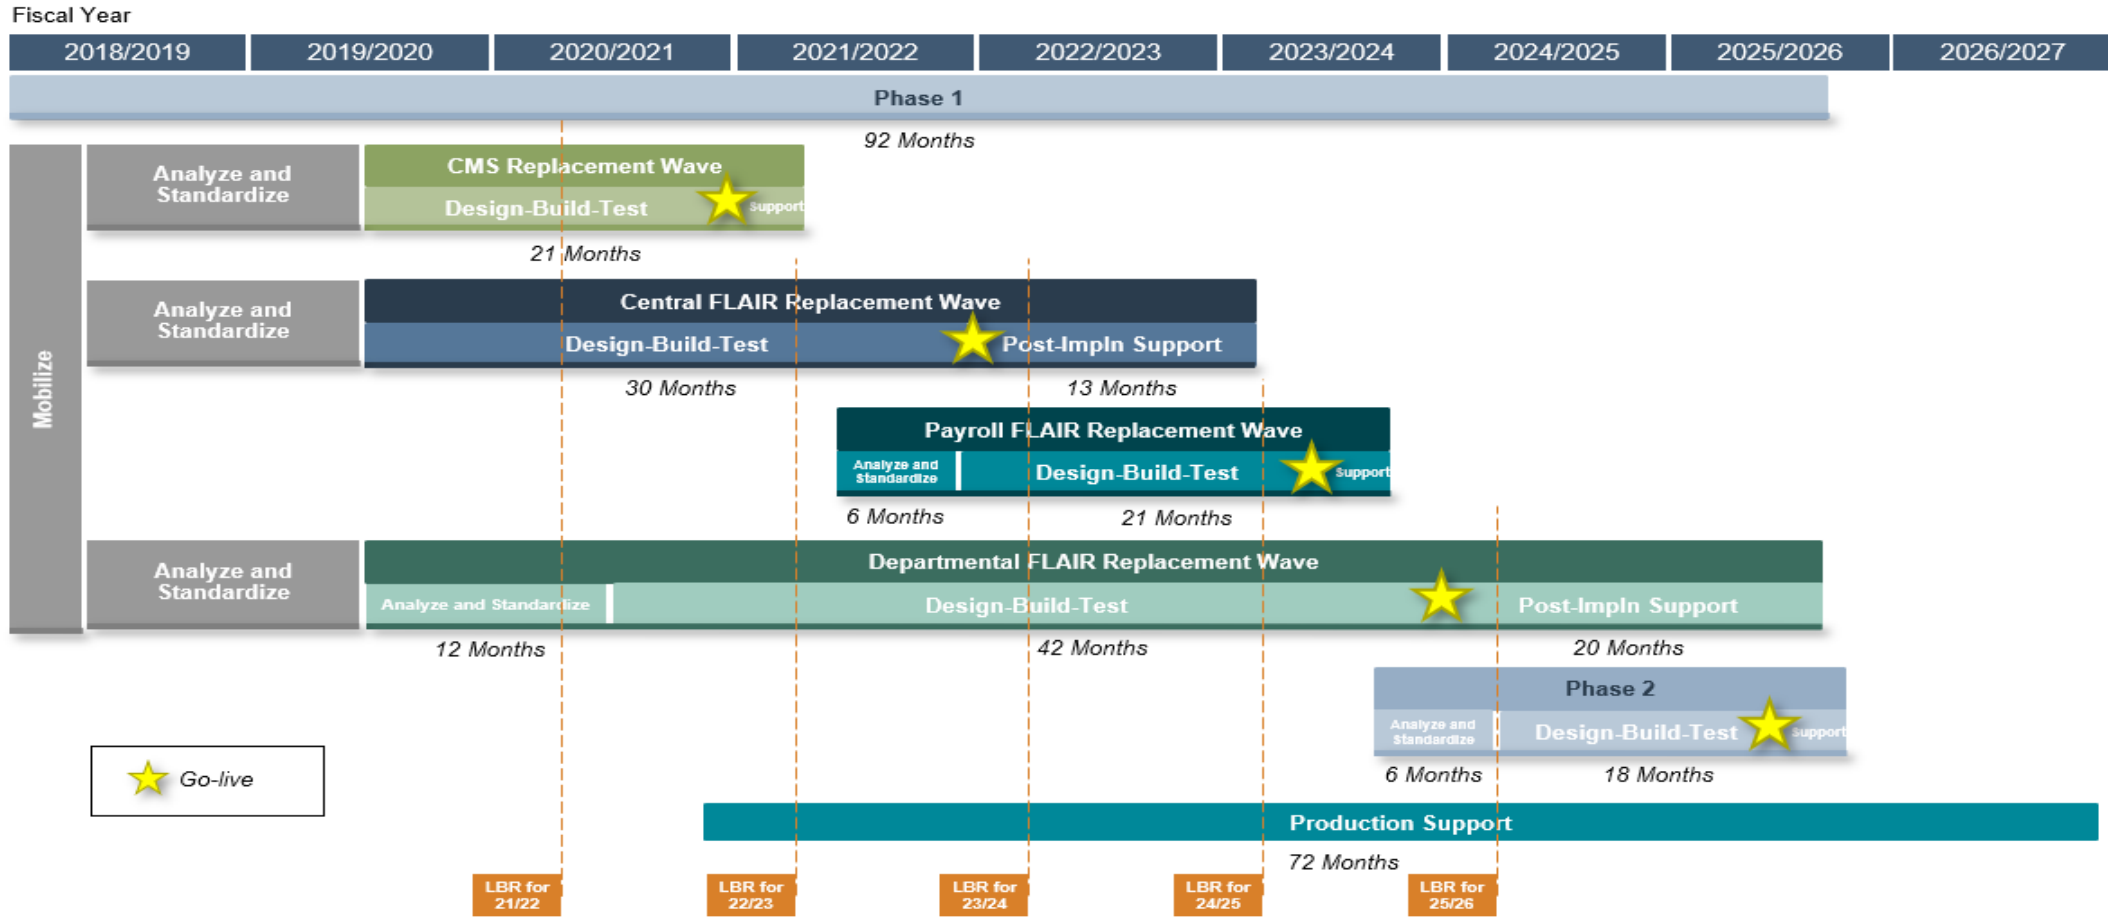 Fiscal Year
2018/2019 2019/2020 2020/2021 2021/2022 2022/2023 2023/2024 2024/2025 2025/2026 2026/2027
Phase 1
92 Months
Mobilize
Analyze and
Standardize
CMS Replacement Wave
Design-Build-Test
Support
21 Months
Analyze and
Standardize
Central FLAIR Replacement Wave
Design-Build-Test
Post-Impln Support
30 Months
13 Months
Payroll FLAIR Replacement Wave
Analyze and
Standardize
Design-Build-Test
Support
6 Months
21 Months
Analyze and
Standardize
Departmental FLAIR Replacement Wave
Analyze and Standardize
Design-Build-Test
Post-Impln Support
12 Months
42 Months
20 Months
Phase 2
Analyze and
Standardize
Design-Build-Test
Support
6 Months
18 Months
Go-live
Production Support
72 Months
LBR for
21/22
LBR for
22/23
LBR for
23/24
LBR for
24/25
LBR for
25/26